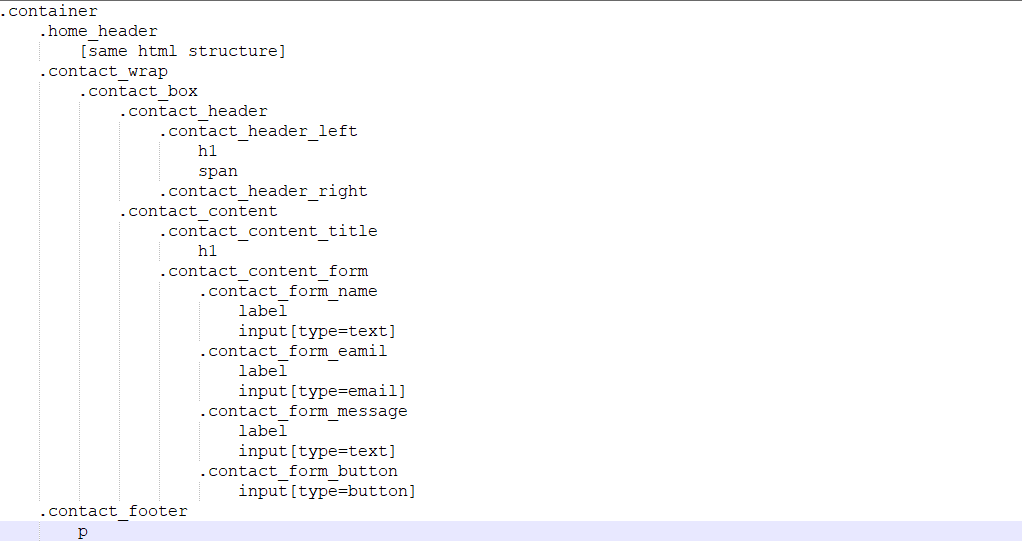 .container
.home_header
[same html structure]
.contact_wrap
.contact_box
.contact_header
.contact_header_left
h1
span
.contact_header_right
.contact_content
.contact_content_title
h1
.contact_content_form
.contact_form_name
label
input[type=text]
.contact_form_eamil
label
input[type=email]
.contact_form_message
label
input[type=text]
.contact_form_button
input[type=button]
.contact_footer
p